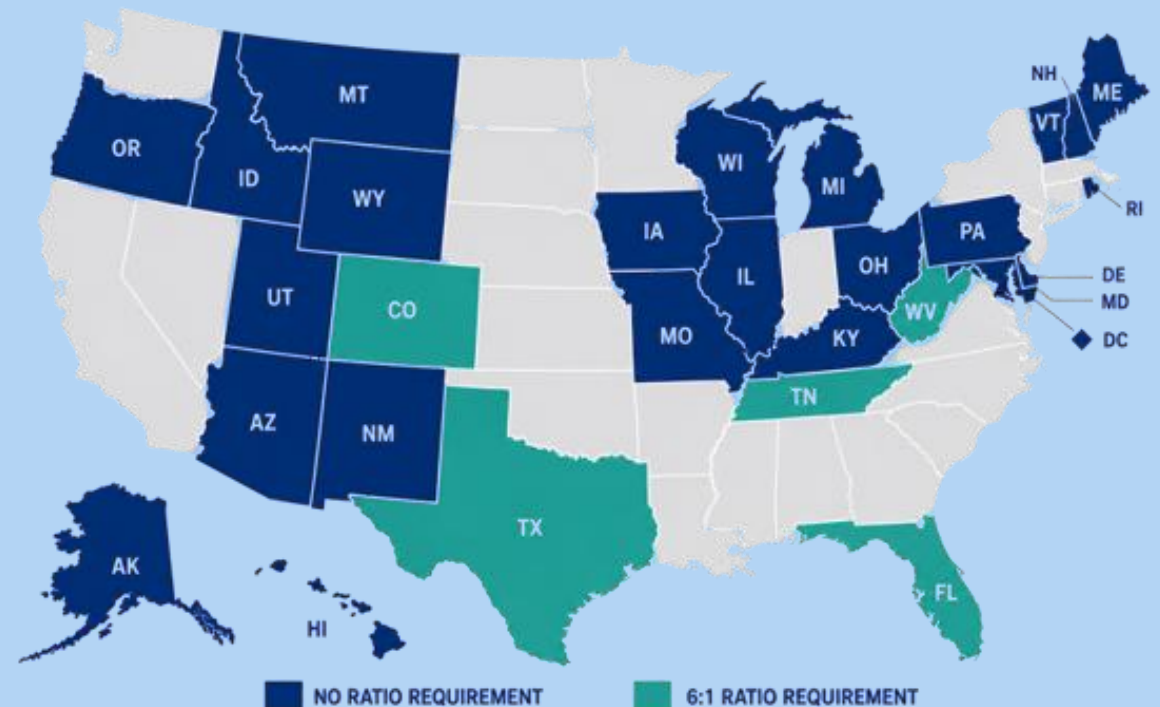 NH
ME
VT
MT
OR
ID
WI
MI
WY
RI
IA
PA
IL
OH
DE
UT
CO
WV
MD
MO
KY
DC
TN
AZ
NM
TX
AK
FL
HI
NO RATIO REQUIREMENT
6:1 RATIO REQUIREMENT